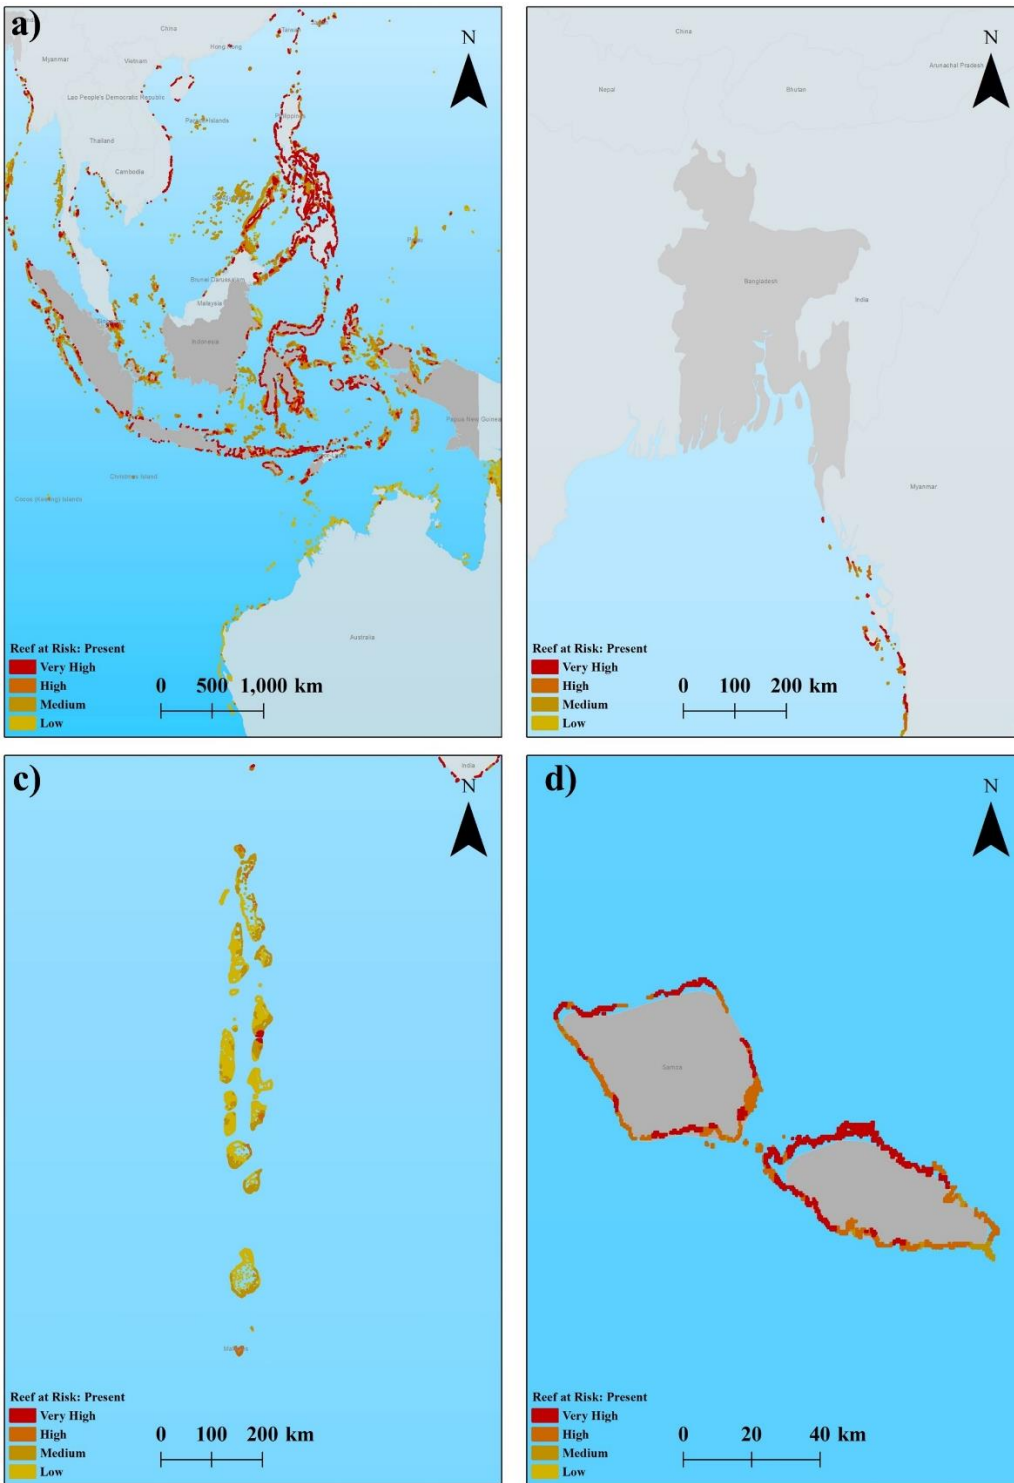 a)
N
China
Taiwan
Hong Kong
Myanmar
Vietnam
Lao People's Democratic Republic
Thailand
Philippines
Cambodia
Brunei Darussalam
Malaysia
Indonesia
Papua New Guinea
Christmas Island
Cocos (Keeling) Islands
Australia
Reef at Risk: Present
Very High
High
Medium
Low
0 500 1,000 km
N
China
Arunachal Pradesh
Nepal
Bhutan
Bangladesh
India
Myanmar
Reef at Risk: Present
Very High
High
Medium
Low
0 100 200 km
c)
India
N
Reef at Risk: Present
Very High
High
Medium
Low
0 100 200 km
d)
N
Samoa
Reef at Risk: Present
Very High
High
Medium
Low
0 20 40 km